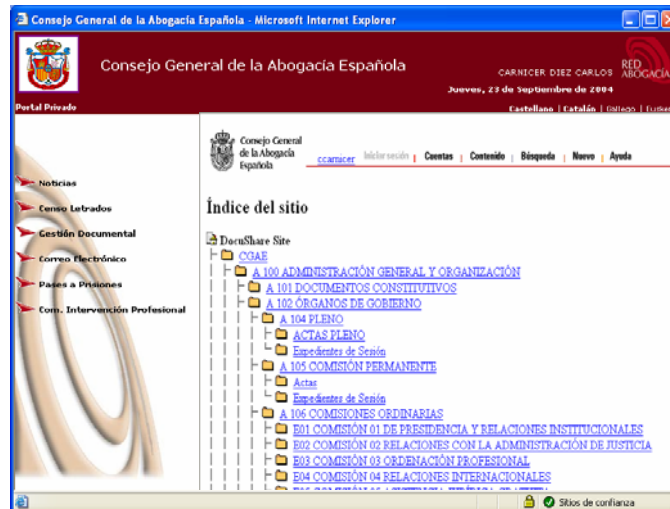 Consejo General de la Abogacía Española - Microsoft Internet Explorer
Consejo General de la Abogacía Española
CARNICER DIEZ CARLOS
RED ABOGACÍA
Jueves, 23 de Septiembre de 2004
Portal Privado
Castellano | Catalán | Gallego | Eusker
Consejo General
de la Abogacía
Española
ccarnicer Iniciar sesión | Cuentas | Contenido | Búsqueda | Nuevo | Ayuda
Noticias
Censo Letrados
Gestión Documental
Correo Electrónico
Pases a Prisiones
Com. Intervención Profesional
Índice del sitio
DocuShare Site
CGAE
A 100 ADMINISTRACIÓN GENERAL Y ORGANIZACIÓN
A 101 DOCUMENTOS CONSTITUTIVOS
A 102 ÓRGANOS DE GOBIERNO
A 104 PLENO
ACTAS PLENO
Expedientes de Sesión
A 105 COMISIÓN PERMANENTE
Actas
Expedientes de Sesión
A 106 COMISIONES ORDINARIAS
E01 COMISIÓN 01 DE PRESIDENCIA Y RELACIONES INSTITUCIONALES
E02 COMISIÓN 02 RELACIONES CON LA ADMINISTRACIÓN DE JUSTICIA
E03 COMISIÓN 03 ORDENACIÓN PROFESIONAL
E04 COMISIÓN 04 RELACIONES INTERNACIONALES
Sitios de confianza